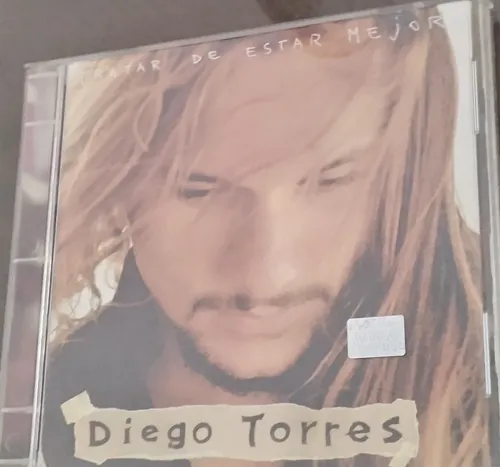 TRATAR DE ESTAR MEJOR
Diego Torres